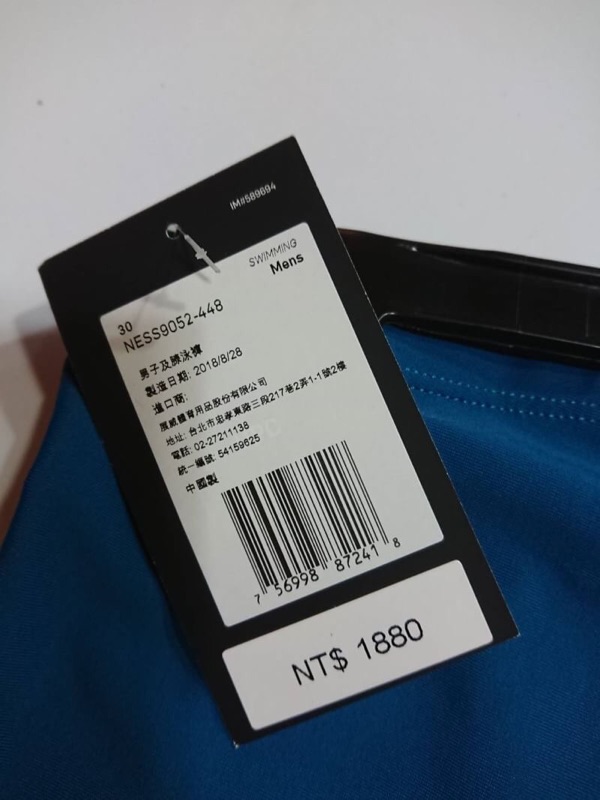 IM#589694
SWIMMING
Mens
30
NESS9052-448
男子及膝泳褲
製造日期: 2018/8/28
進口商:
展威體育用品股份有限公司
地址: 台北市忠孝東路三段217巷2弄1-1號2樓
電話: 02-27211138
統一編號: 54159625
中國製
7 56998 87241 8
NT$ 1880